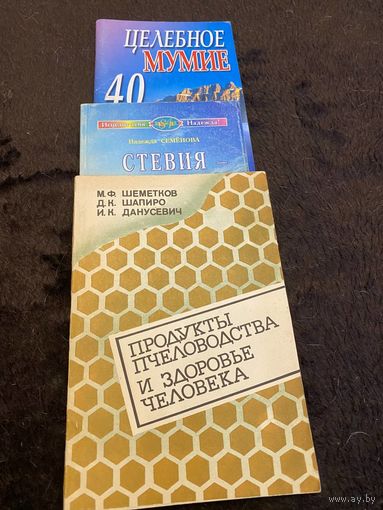 ЦЕЛЕБНОЕ
МУМИЕ
40
Надежда СЕМЁНОВА
СТЕВИЯ
М.Ф. ШЕМЕТКОВ
Д.К. ШАПИРО
И.К. ДАНУСЕВИЧ
ПРОДУКТЫ
ПЧЕЛОВОДСТВА
И ЗДОРОВЬЕ
ЧЕЛОВЕКА
www.ay.by